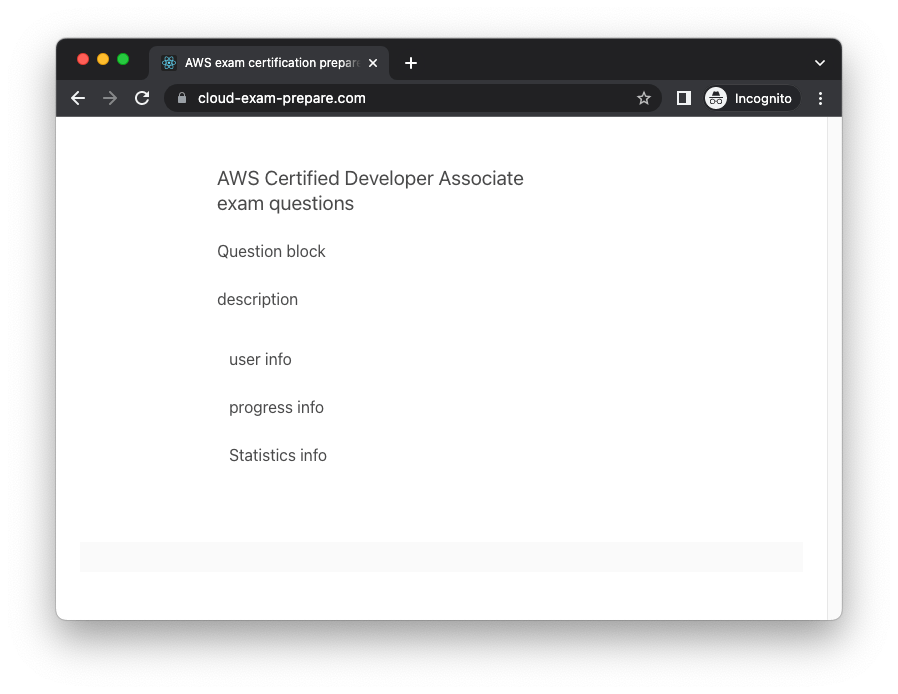 AWS exam certification prepare
cloud-exam-prepare.com
Incognito
AWS Certified Developer Associate
exam questions
Question block
description
user info
progress info
Statistics info